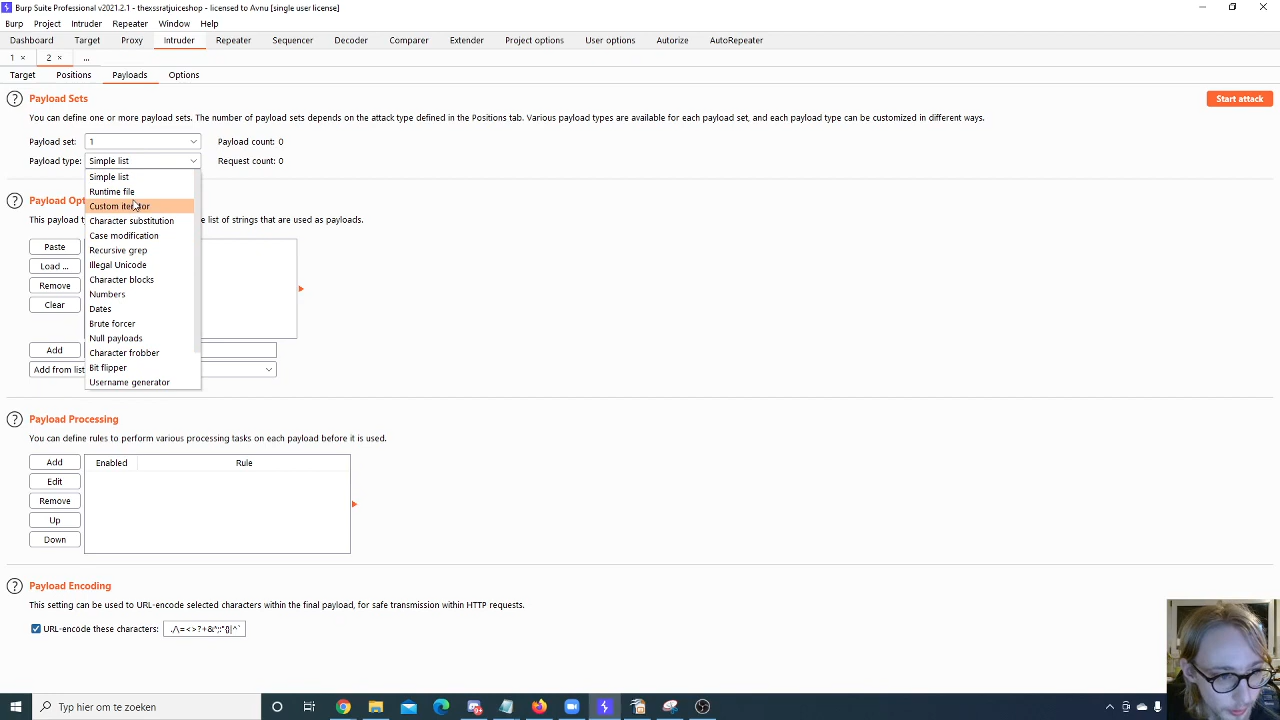 Burp Suite Professional v2021.2.1 - thexssratjuiceshop - licensed to Avnu [single user license]
Burp Project Intruder Repeater Window Help
Dashboard Target Proxy Intruder Repeater Sequencer Decoder Comparer Extender Project options User options Autorize AutoRepeater
1 × 2 × ...
Target Positions Payloads Options
? Payload Sets Start attack
You can define one or more payload sets. The number of payload sets depends on the attack type defined in the Positions tab. Various payload types are available for each payload set, and each payload type can be customized in different ways.
Payload set: 1 Payload count: 0
Payload type: Simple list Request count: 0
Simple list
Runtime file
Custom iterator
Character substitution
Case modification
Recursive grep
Illegal Unicode
Character blocks
Numbers
Dates
Brute forcer
Null payloads
Character frobber
Bit flipper
Username generator
? Payload Opt
This payload t list of strings that are used as payloads.
Paste
Load ...
Remove
Clear
Add
Add from list
? Payload Processing
You can define rules to perform various processing tasks on each payload before it is used.
Add Enabled Rule
Edit
Remove
Up
Down
? Payload Encoding
This setting can be used to URL-encode selected characters within the final payload, for safe transmission within HTTP requests.
URL-encode these characters:
Typ hier om te zoeken